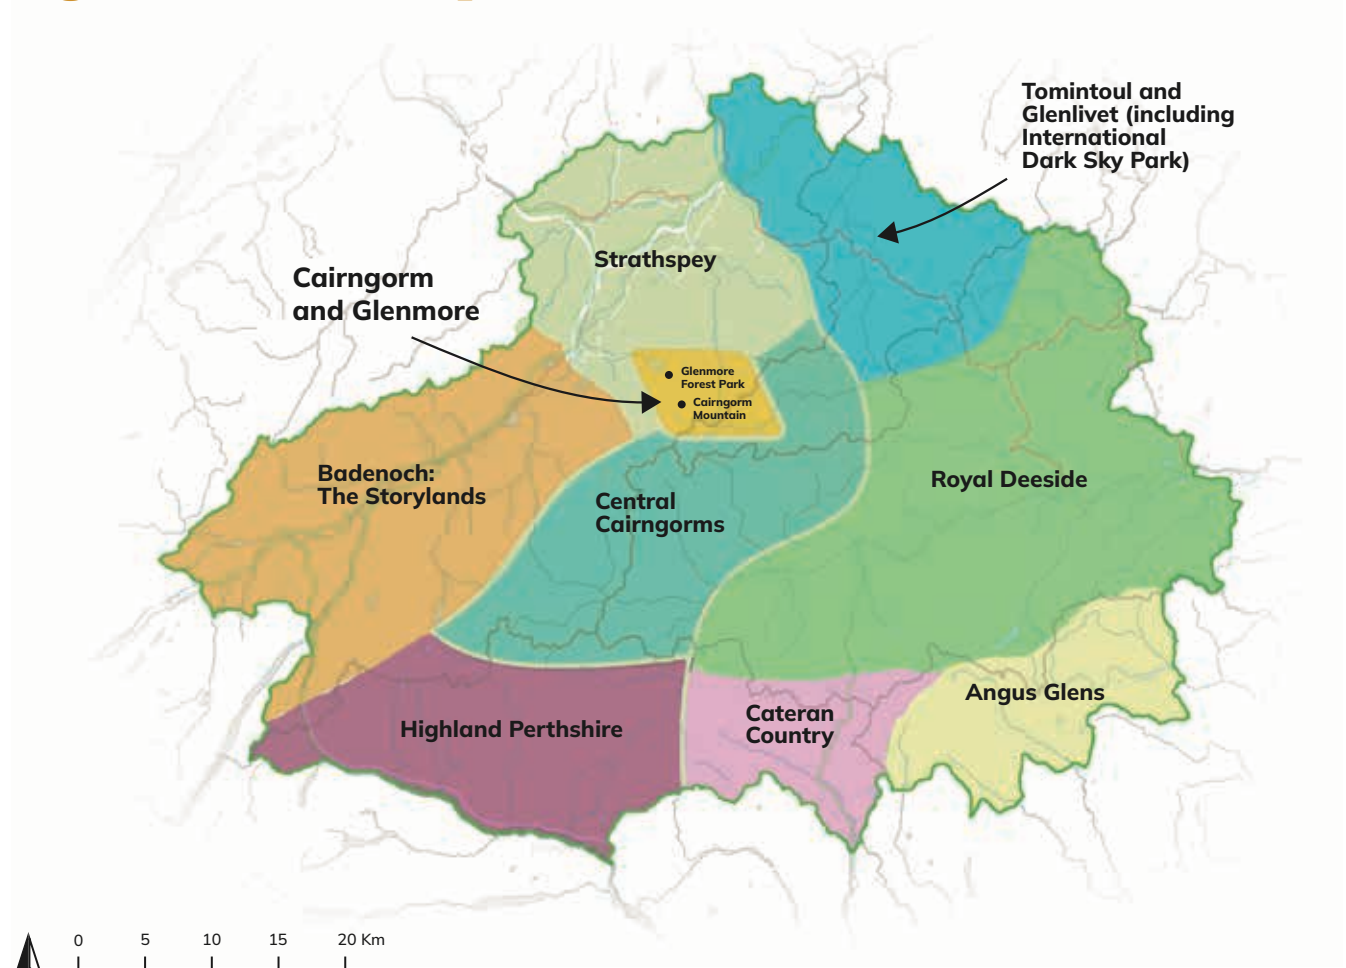 Tomintoul and
Glenlivet (including
International
Dark Sky Park)
Strathspey
Cairngorm
and Glenmore
Glenmore
Forest Park
Cairngorm
Mountain
Badenoch:
The Storylands
Central
Cairngorms
Royal Deeside
Angus Glens
Cateran
Country
Highland Perthshire
0 5 10 15 20 Km